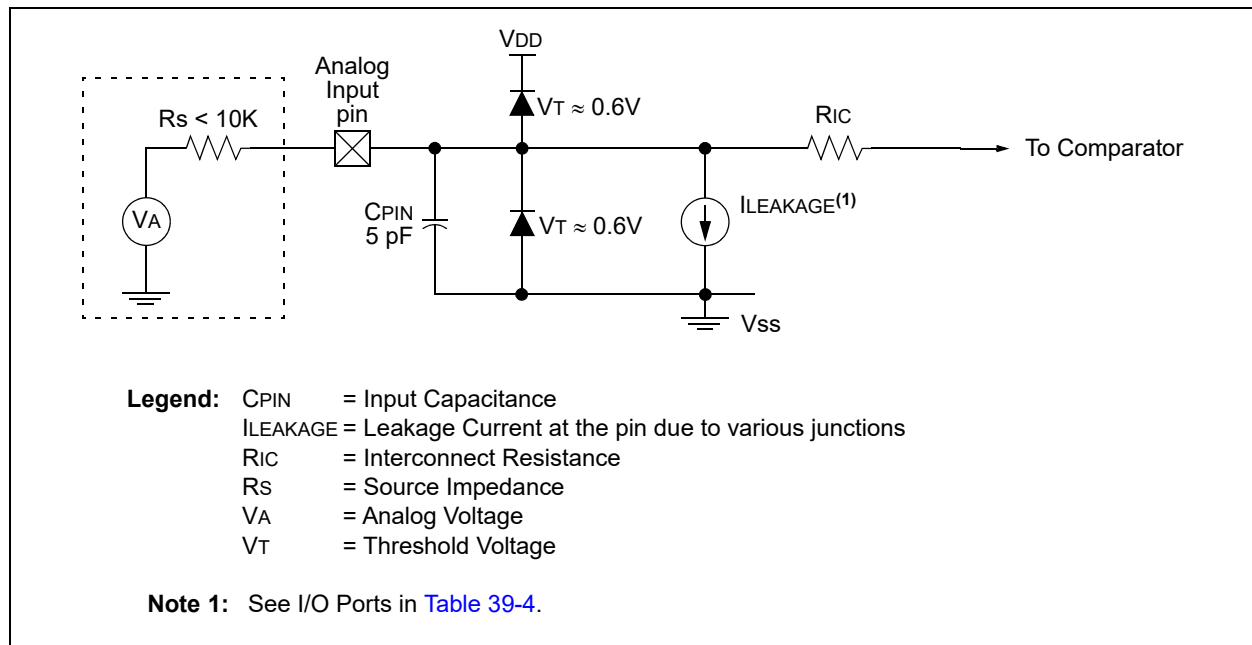 VDD
Analog
Input
pin
Rs < 10K
VT ≈ 0.6V
RIC
To Comparator
VA
CPIN
5 pF
VT ≈ 0.6V
ILEAKAGE(1)
Vss
Legend: CPIN = Input Capacitance
ILEAKAGE = Leakage Current at the pin due to various junctions
RIC = Interconnect Resistance
RS = Source Impedance
VA = Analog Voltage
VT = Threshold Voltage
Note 1: See I/O Ports in Table 39-4.